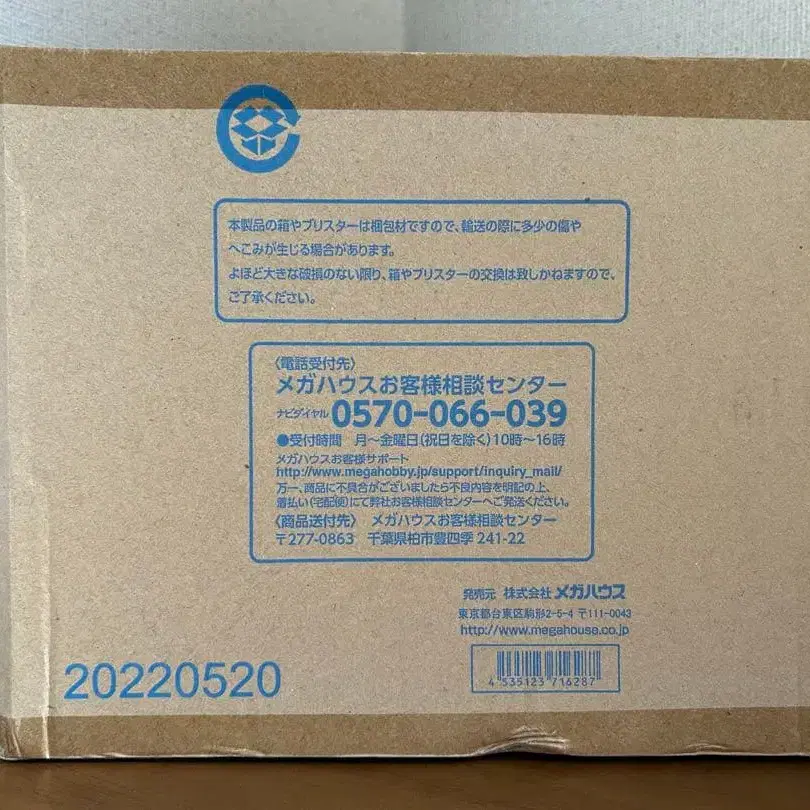 本製品の箱やブリスターは梱包材ですので、輸送の際に多少の傷や
へこみが生じる場合があります。
よほど大きな破損のない限り、箱やブリスターの交換は致しかねますので、
ご了承ください。
〈電話受付先〉
メガハウスお客様相談センター
ナビダイヤル 0570-066-039
●受付時間 月〜金曜日(祝日を除く)10時〜16時
メガハウスお客様サポート
http://www.megahobby.jp/support/inquiry_mail/
万一、商品に不具合がございましたら不良内容を明記の上、
着払い(宅配便)にて弊社お客様相談センターへご発送ください。
〈商品送付先〉 メガハウスお客様相談センター
〒277-0863 千葉県柏市豊四季 241-22
発売元 株式会社 メガハウス
東京都台東区駒形2-5-4 〒111-0043
http://www.megahouse.co.jp
4 535123 716287
20220520